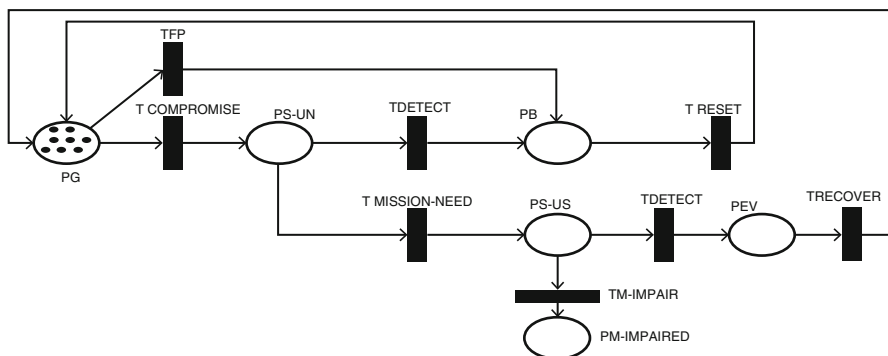 TFP
T COMPROMISE
PS-UN
TDETECT
PB
T RESET
PG
T MISSION-NEED
PS-US
TDETECT
PEV
TRECOVER
TM-IMPAIR
PM-IMPAIRED